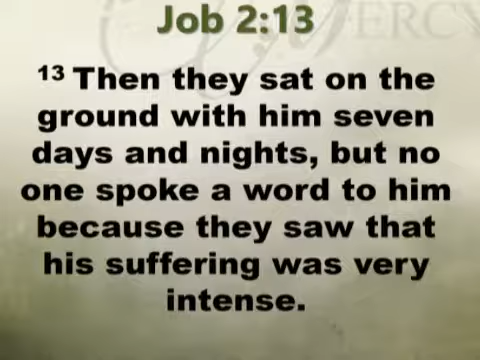 MERCY
Job 2:13
13 Then they sat on the
ground with him seven
days and nights, but no
one spoke a word to him
because they saw that
his suffering was very
intense.